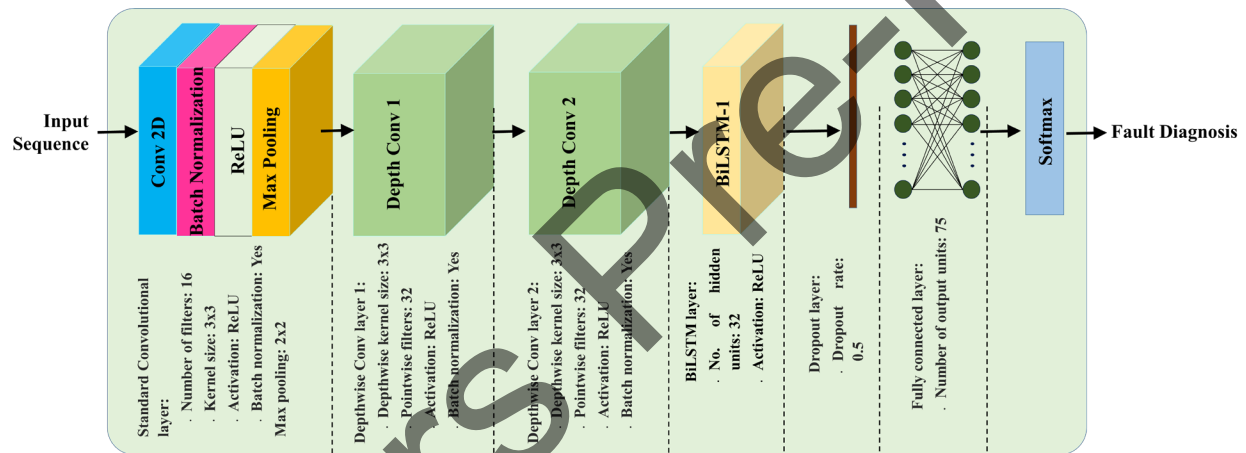 Input
Sequence
Conv 2D
Batch Normalization
ReLU
Max Pooling
Depth Conv 1
Depth Conv 2
BiLSTM-1
Softmax
Fault Diagnosis
Standard Convolutional
layer:
· Number of filters: 16
· Kernel size: 3x3
· Activation: ReLU
· Batch normalization: Yes
Max pooling: 2x2
Depthwise Conv layer 1:
· Depthwise kernel size: 3x3
· Pointwise filters: 32
· Activation: ReLU
· Batch normalization: Yes
Depthwise Conv layer 2:
· Depthwise kernel size: 3x3
· Pointwise filters: 32
· Activation: ReLU
· Batch normalization: Yes
BiLSTM layer:
· No. of hidden
units: 32
· Activation: ReLU
Dropout layer:
· Dropout rate:
0.5
Fully connected layer:
· Number of output units: 75
rs Pre-